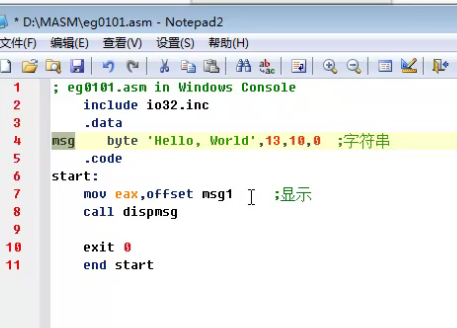 * D:\MASM\eg0101.asm - Notepad2
文件(F) 编辑(E) 查看(V) 设置(S) 帮助(H)
1 ; eg0101.asm in Windows Console
2 include io32.inc
3 .data
4 msg byte 'Hello, World',13,10,0 ;字符串
5 .code
6 start:
7 mov eax,offset msg1 ;显示
8 call dispmsg
9
10 exit 0
11 end start